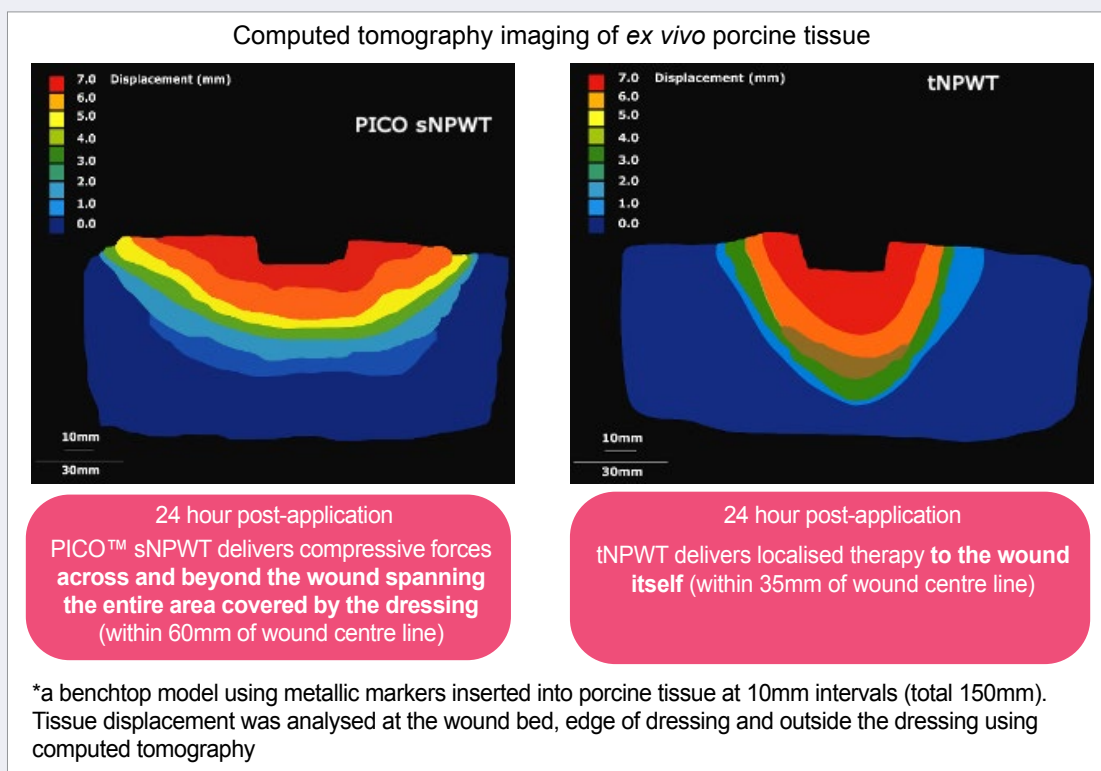 Computed tomography imaging of ex vivo porcine tissue
7.0 Displacement (mm)
6.0
5.0
4.0
3.0
2.0
1.0
0.0
PICO sNPWT
10mm
30mm
7.0 Displacement (mm)
6.0
5.0
4.0
3.0
2.0
1.0
0.0
tNPWT
10mm
30mm
24 hour post-application
PICO™ sNPWT delivers compressive forces
across and beyond the wound spanning
the entire area covered by the dressing
(within 60mm of wound centre line)
24 hour post-application
tNPWT delivers localised therapy to the wound
itself (within 35mm of wound centre line)
*a benchtop model using metallic markers inserted into porcine tissue at 10mm intervals (total 150mm).
Tissue displacement was analysed at the wound bed, edge of dressing and outside the dressing using
computed tomography